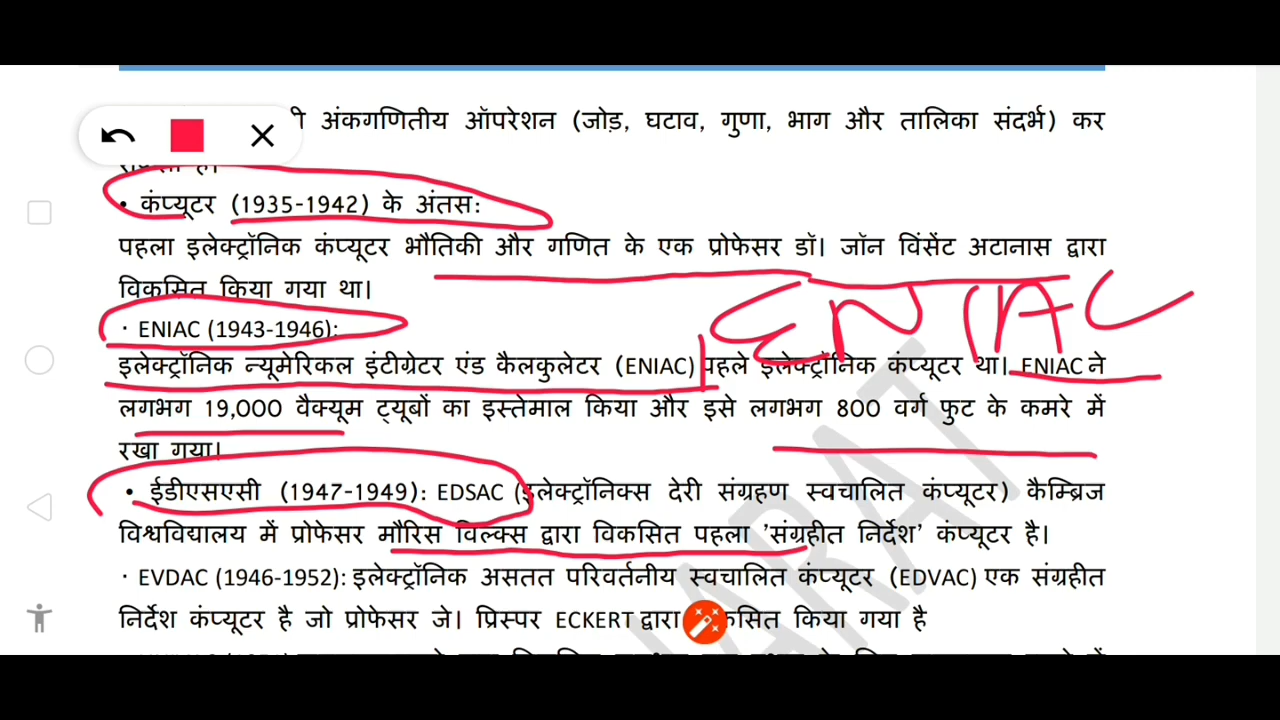 अंकगणितीय ऑपरेशन (जोड़, घटाव, गुणा, भाग और तालिका संदर्भ) कर
• कंप्यूटर (1935-1942) के अंतस:
पहला इलेक्ट्रॉनिक कंप्यूटर भौतिकी और गणित के एक प्रोफेसर डॉ। जॉन विंसेंट अटानास द्वारा
विकसित किया गया था।
ENIAC
· ENIAC (1943-1946):
इलेक्ट्रॉनिक न्यूमेरिकल इंटीग्रेटर एंड कैलकुलेटर (ENIAC) पहले इलेक्ट्रॉनिक कंप्यूटर था। ENIAC ने
लगभग 19,000 वैक्यूम ट्यूबों का इस्तेमाल किया और इसे लगभग 800 वर्ग फुट के कमरे में
रखा गया।
• ईडीएसएसी (1947-1949): EDSAC (इलेक्ट्रॉनिक्स देरी संग्रहण स्वचालित कंप्यूटर) कैम्ब्रिज
विश्वविद्यालय में प्रोफेसर मौरिस विल्क्स द्वारा विकसित पहला 'संग्रहीत निर्देश' कंप्यूटर है।
· EVDAC (1946-1952): इलेक्ट्रॉनिक असतत परिवर्तनीय स्वचालित कंप्यूटर (EDVAC) एक संग्रहीत
निर्देश कंप्यूटर है जो प्रोफेसर जे। प्रिस्पर ECKERT द्वारा किया गया है